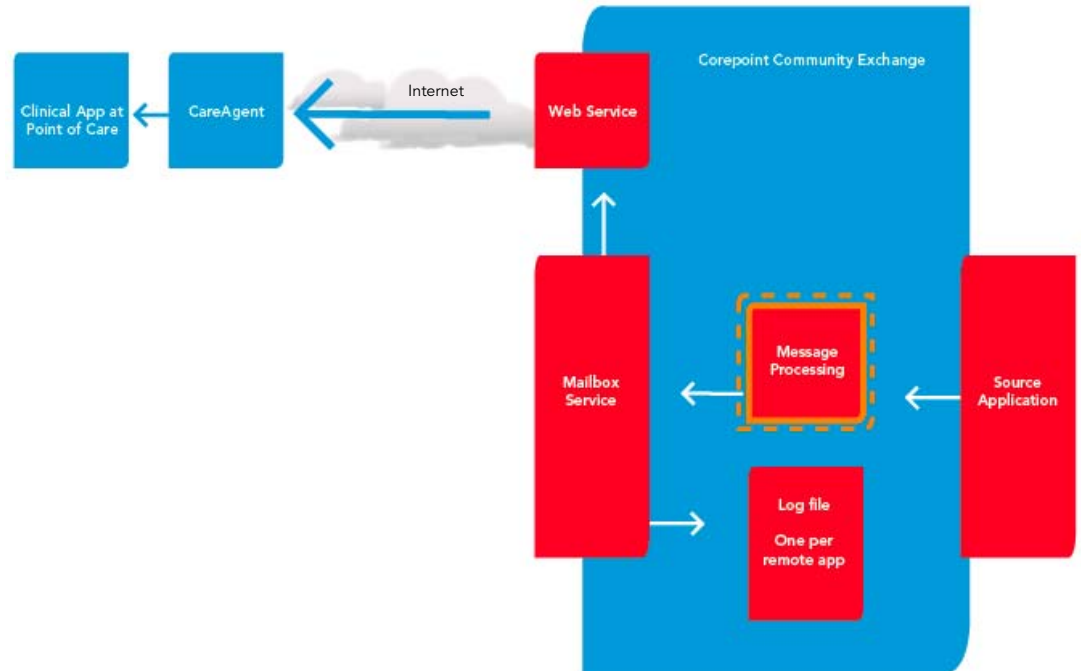 Corepoint Community Exchange
Clinical App at
Point of Care
CareAgent
Internet
Web Service
Mailbox
Service
Message
Processing
Source
Application
Log file
One per
remote app